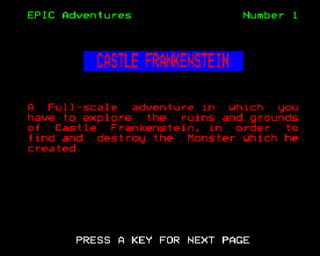 EPIC Adventures Number 1
CASTLE FRANKENSTEIN
A Full-scale adventure in which you
have to explore the ruins and grounds
of Castle Frankenstein, in order to
find and destroy the Monster which he
created.
PRESS A KEY FOR NEXT PAGE